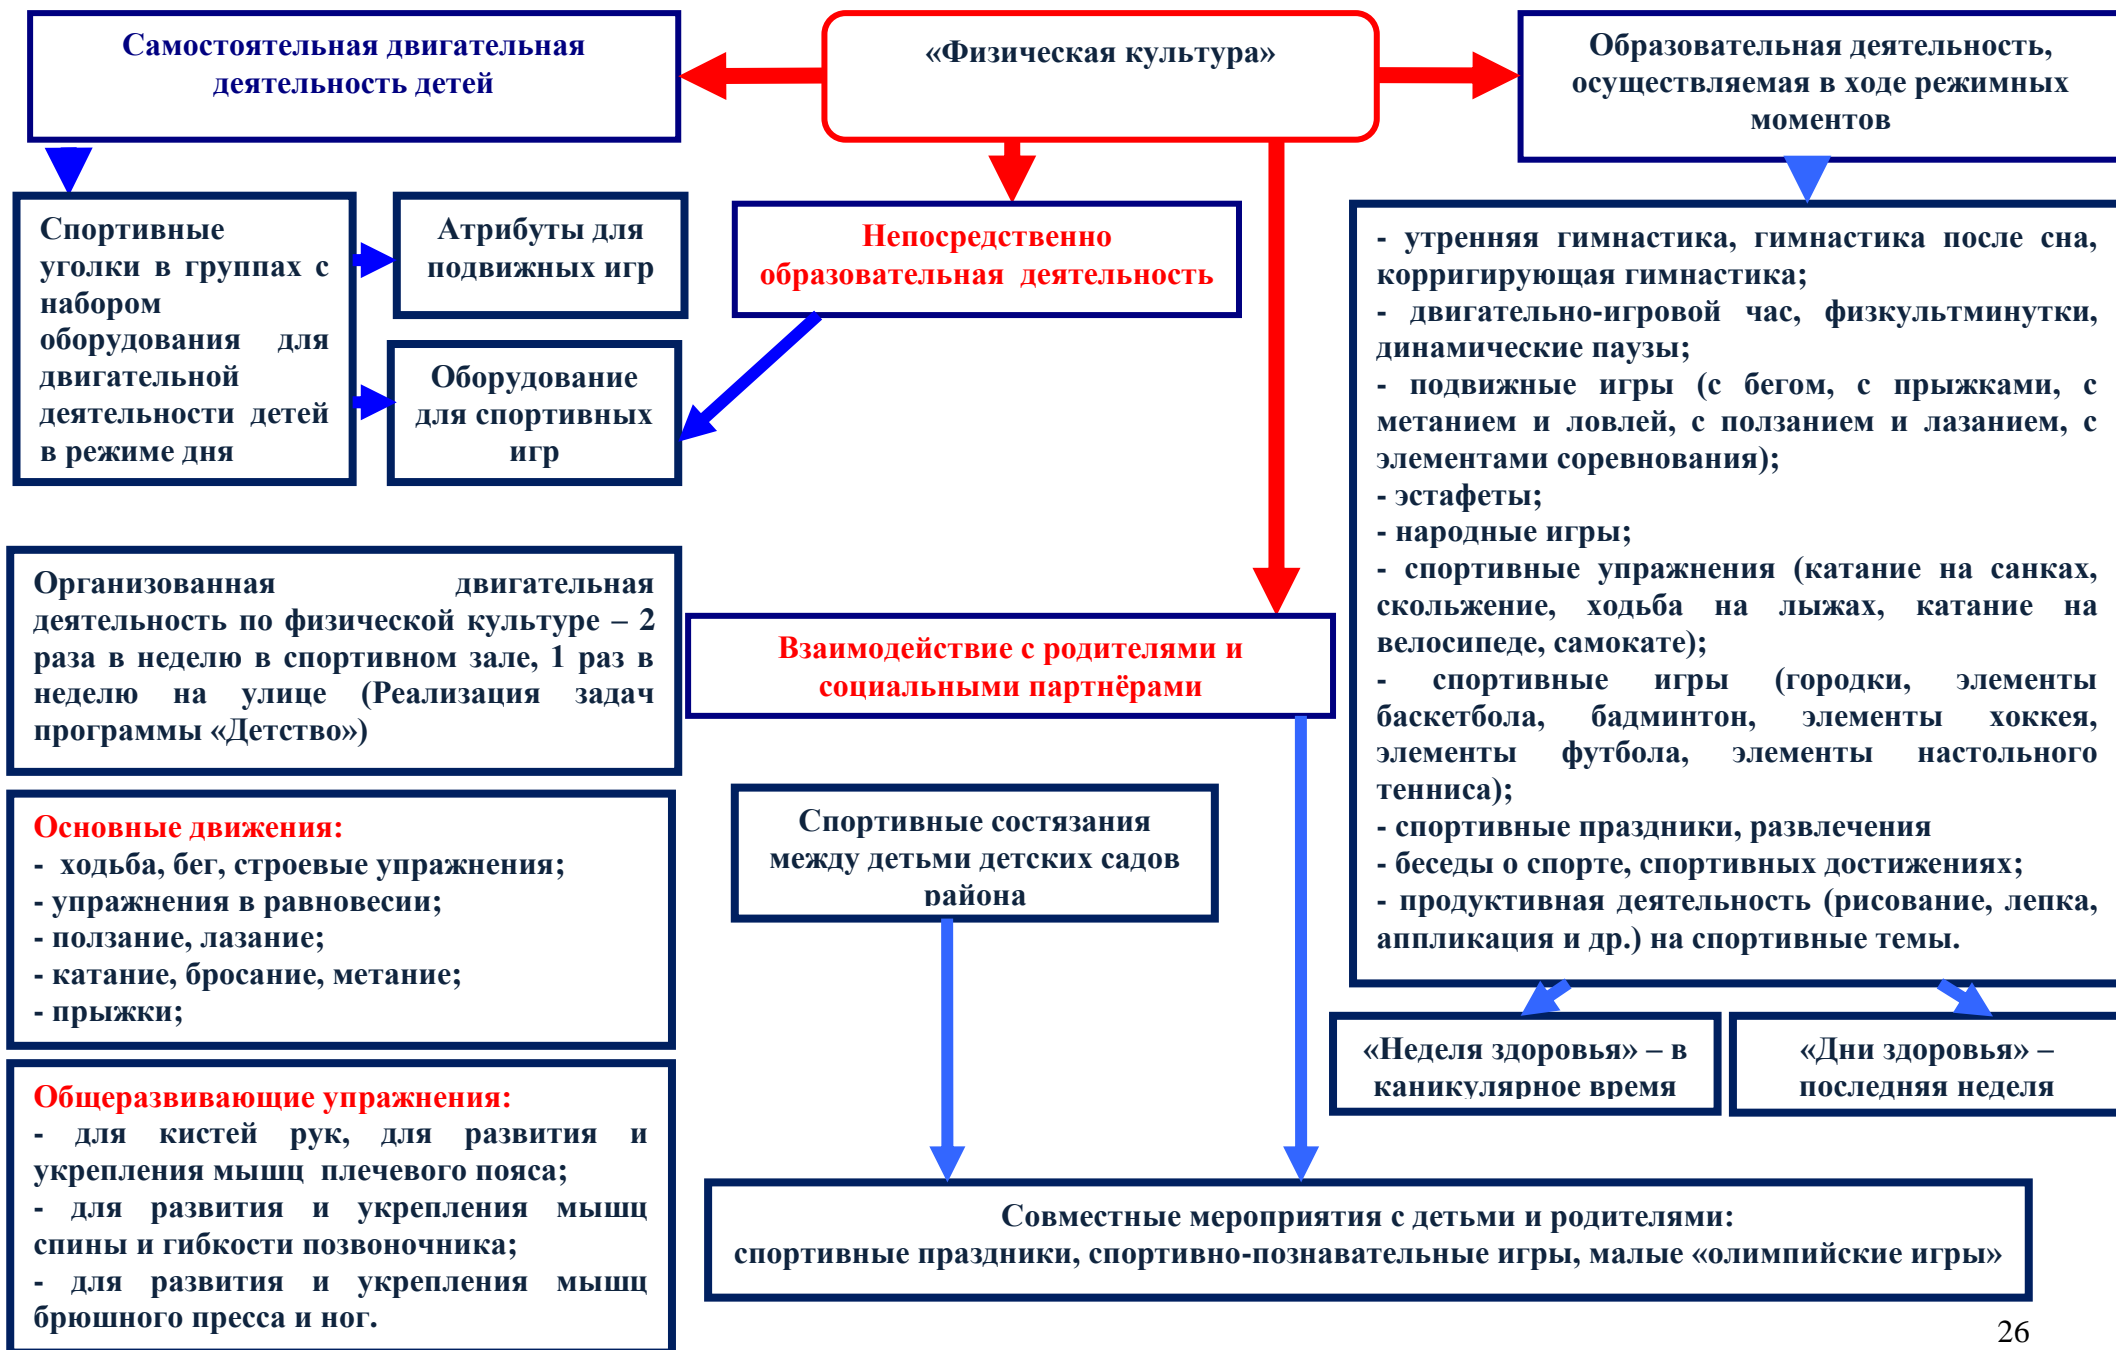 Самостоятельная двигательная
деятельность детей
«Физическая культура»
Образовательная деятельность,
осуществляемая в ходе режимных
моментов
Спортивные
уголки в группах с
набором
оборудования для
двигательной
деятельности детей
в режиме дня
Атрибуты для
подвижных игр
Оборудование
для спортивных
игр
Непосредственно
образовательная деятельность
- утренняя гимнастика, гимнастика после сна,
корригирующая гимнастика;
- двигательно-игровой час, физкультминутки,
динамические паузы;
- подвижные игры (с бегом, с прыжками, с
метанием и ловлей, с ползанием и лазанием, с
элементами соревнования);
- эстафеты;
- народные игры;
- спортивные упражнения (катание на санках,
скольжение, ходьба на лыжах, катание на
велосипеде, самокате);
- спортивные игры (городки, элементы
баскетбола, бадминтон, элементы хоккея,
элементы футбола, элементы настольного
тенниса);
- спортивные праздники, развлечения
- беседы о спорте, спортивных достижениях;
- продуктивная деятельность (рисование, лепка,
аппликация и др.) на спортивные темы.
Организованная двигательная
деятельность по физической культуре – 2
раза в неделю в спортивном зале, 1 раз в
неделю на улице (Реализация задач
программы «Детство»)
Взаимодействие с родителями и
социальными партнёрами
Основные движения:
- ходьба, бег, строевые упражнения;
- упражнения в равновесии;
- ползание, лазание;
- катание, бросание, метание;
- прыжки;
Спортивные состязания
между детьми детских садов
района
«Неделя здоровья» – в
каникулярное время
«Дни здоровья» –
последняя неделя
Общеразвивающие упражнения:
- для кистей рук, для развития и
укрепления мышц плечевого пояса;
- для развития и укрепления мышц
спины и гибкости позвоночника;
- для развития и укрепления мышц
брюшного пресса и ног.
Совместные мероприятия с детьми и родителями:
спортивные праздники, спортивно-познавательные игры, малые «олимпийские игры»
26